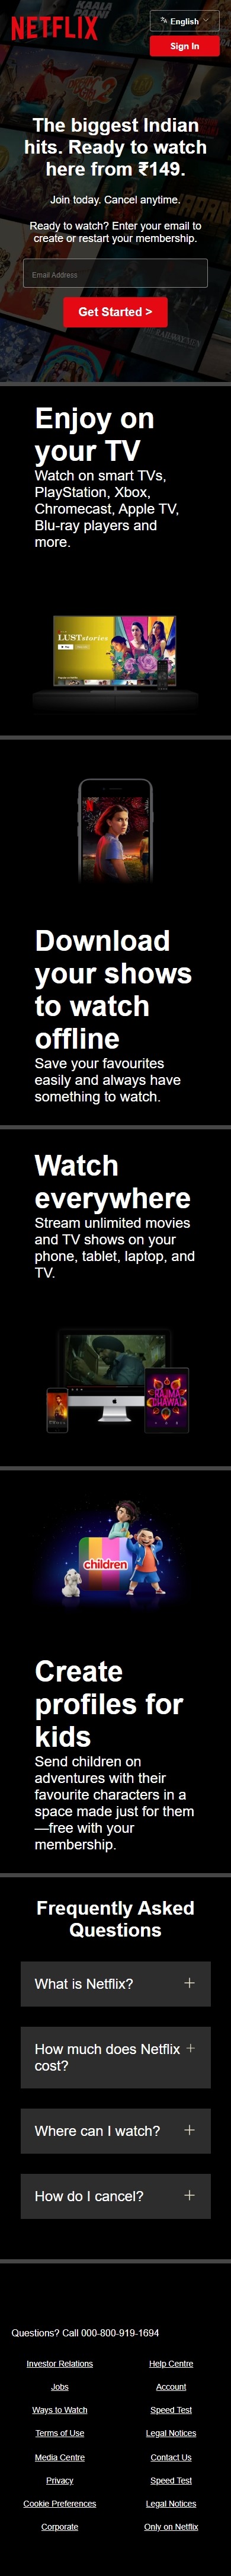 KAALA
PAANI
NETFLIX
English
Sign In
The biggest Indian
hits. Ready to watch
here from ₹149.
Join today. Cancel anytime.
Ready to watch? Enter your email to
create or restart your membership.
Email Address
Get Started >
THE
RAILWAY MEN
Enjoy on
your TV
Watch on smart TVs,
PlayStation, Xbox,
Chromecast, Apple TV,
Blu-ray players and
more.
LUST stories
N
Download
your shows
to watch
offline
Save your favourites
easily and always have
something to watch.
Watch
everywhere
Stream unlimited movies
and TV shows on your
phone, tablet, laptop, and
TV.
RAJMA
CHAWAL
children
Create
profiles for
kids
Send children on
adventures with their
favourite characters in a
space made just for them
—free with your
membership.
Frequently Asked
Questions
What is Netflix?
How much does Netflix
cost?
Where can I watch?
How do I cancel?
Questions? Call 000-800-919-1694
Investor Relations Help Centre
Jobs Account
Ways to Watch Speed Test
Terms of Use Legal Notices
Media Centre Contact Us
Privacy Speed Test
Cookie Preferences Legal Notices
Corporate Only on Netflix